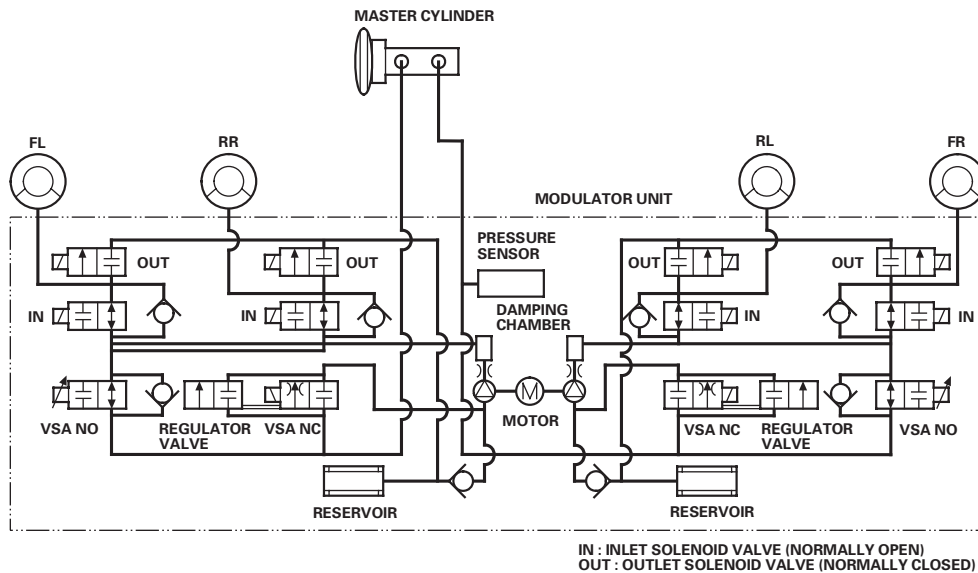 MASTER CYLINDER
FL
RR
RL
FR
MODULATOR UNIT
PRESSURE
SENSOR
OUT
OUT
OUT
OUT
DAMPING
CHAMBER
IN
IN
IN
IN
MOTOR
VSA NO
REGULATOR
VALVE
VSA NC
VSA NC
REGULATOR
VALVE
VSA NO
M
RESERVOIR
RESERVOIR
IN : INLET SOLENOID VALVE (NORMALLY OPEN)
OUT : OUTLET SOLENOID VALVE (NORMALLY CLOSED)